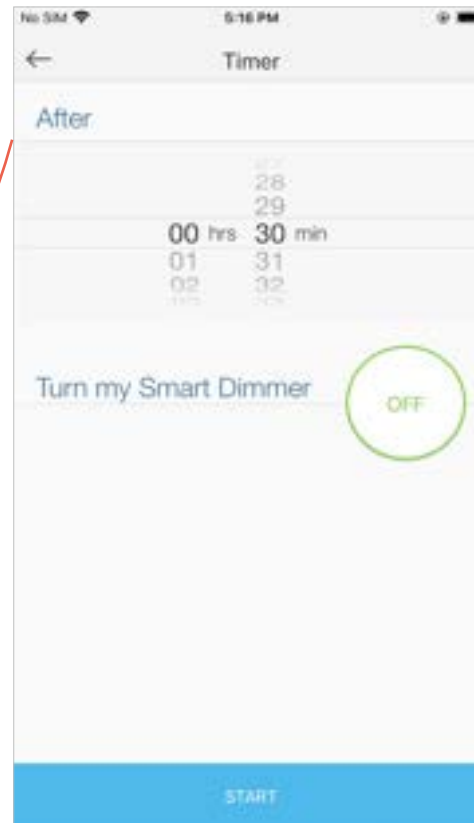 No SIM 5:16 PM
Timer
After
28
29
00 hrs 30 min
01 31
02 32
Turn my Smart Dimmer OFF
START